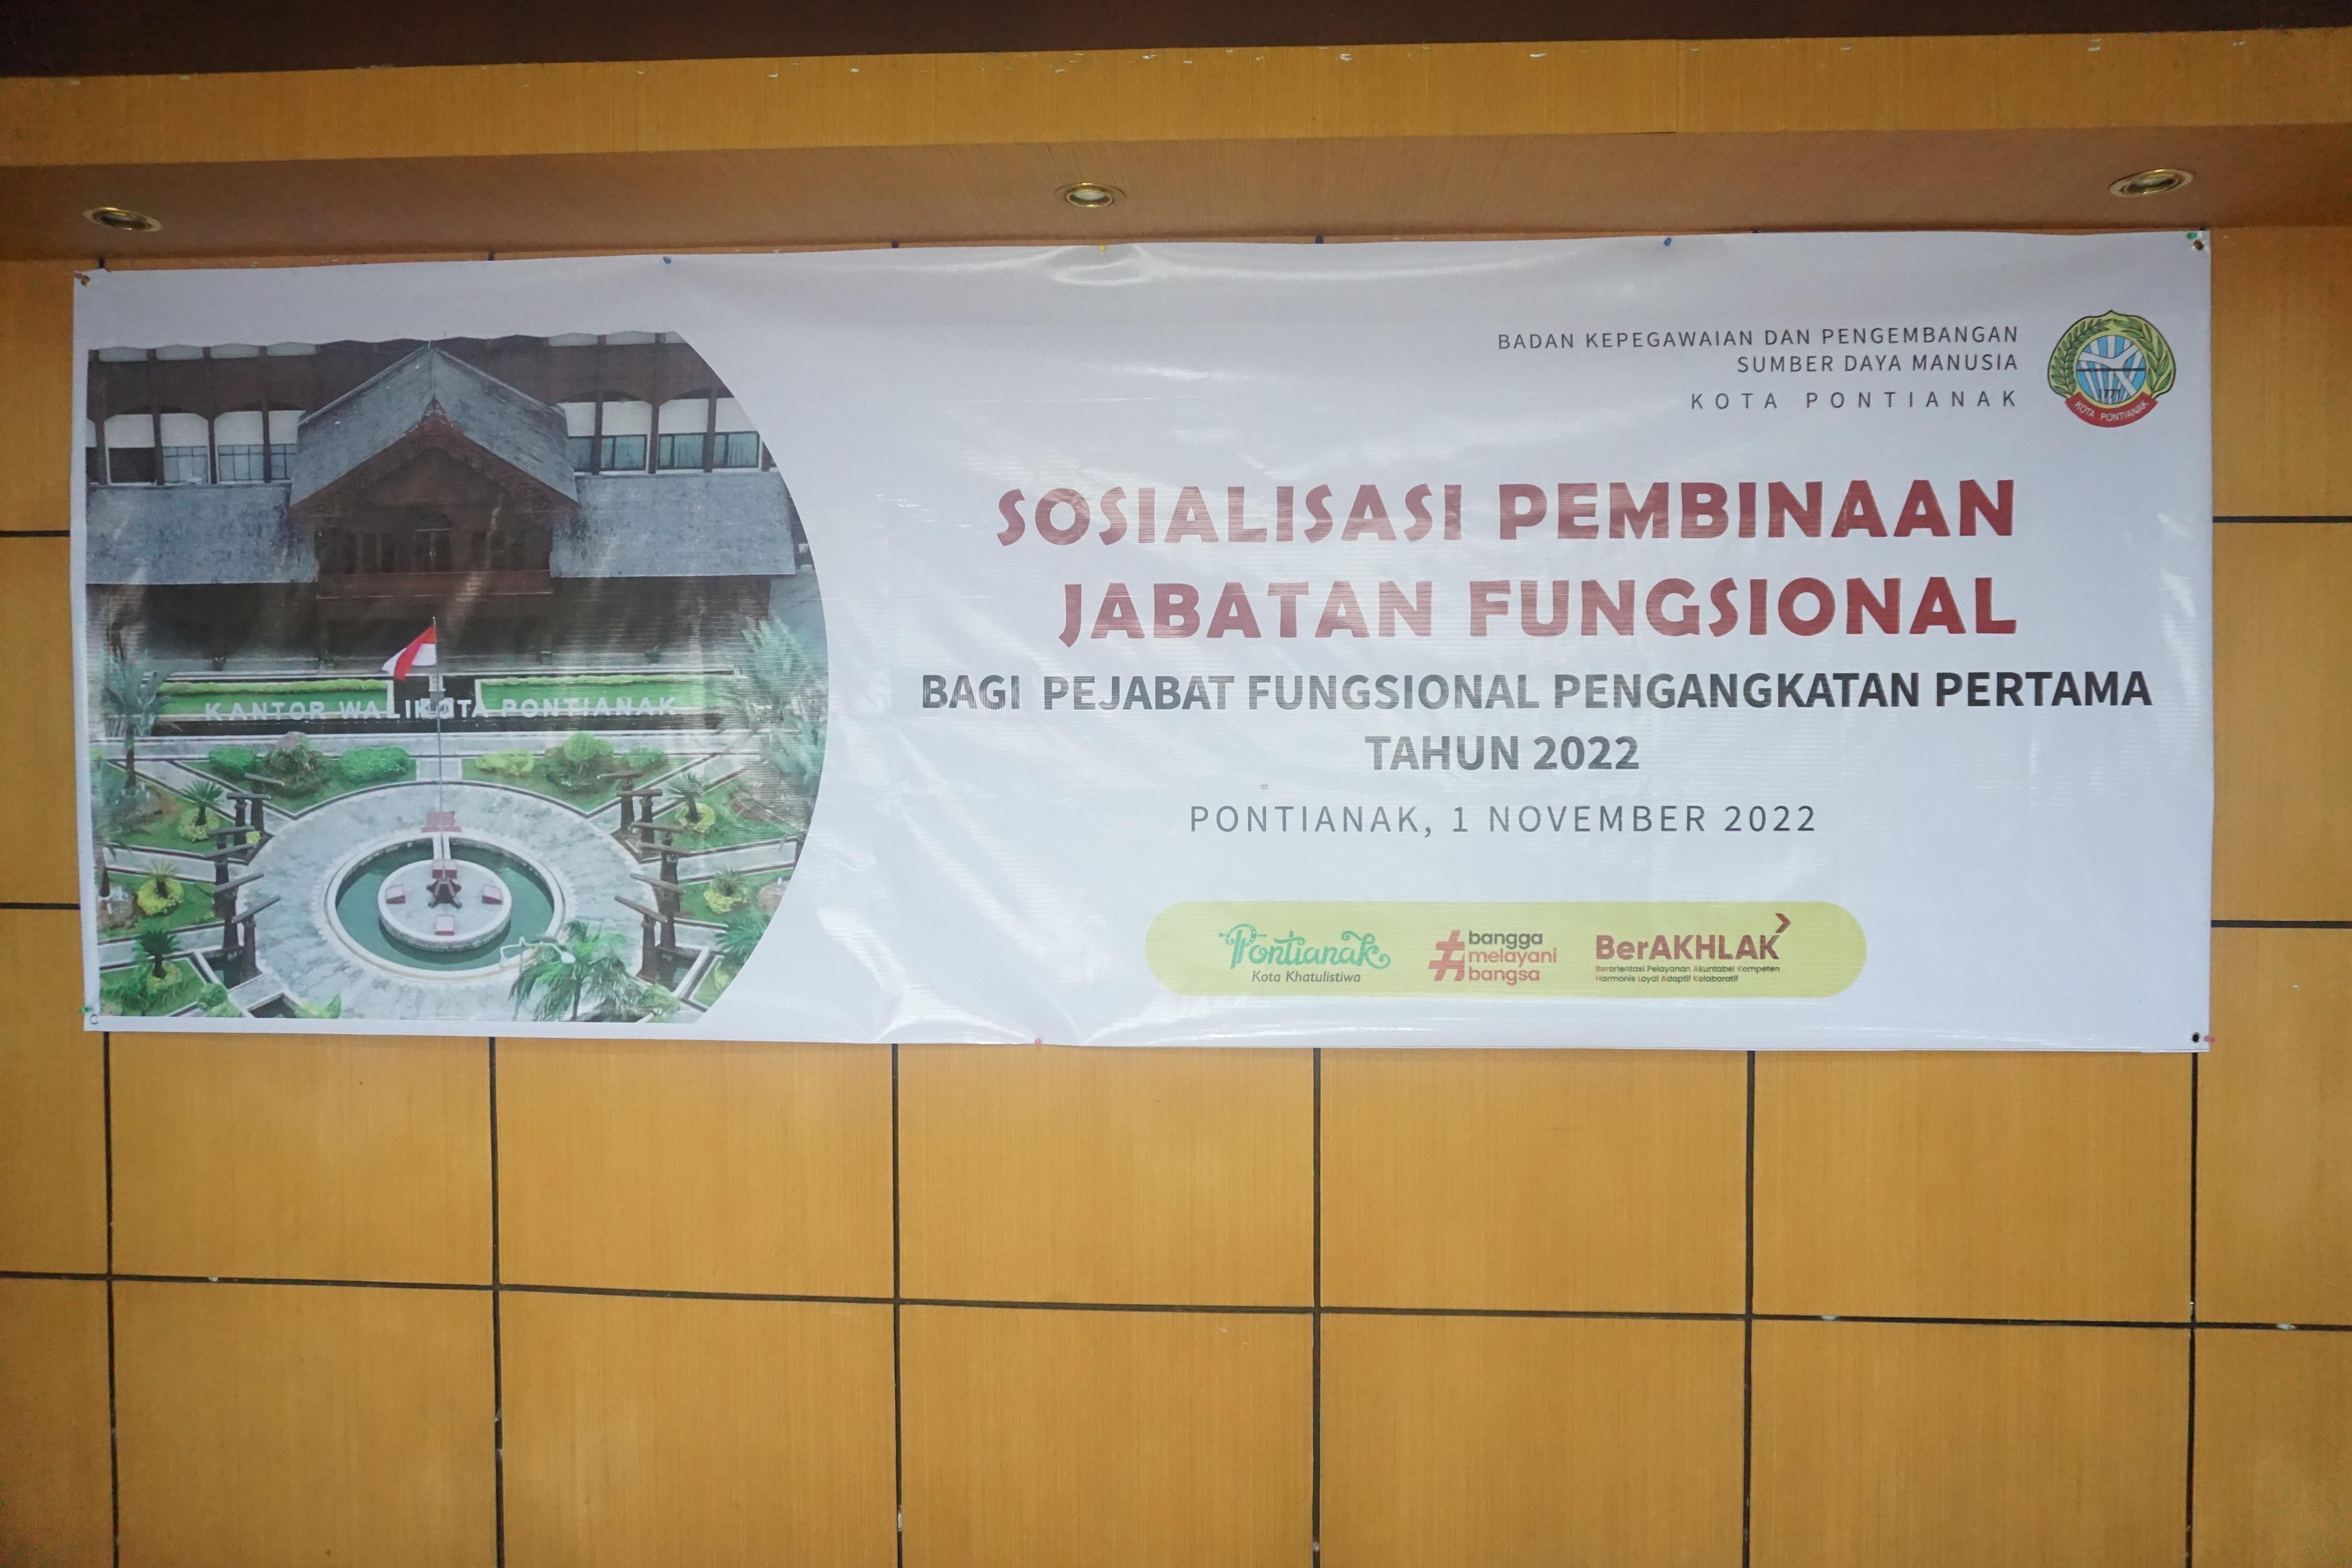 BADAN KEPEGAWAIAN DAN PENGEMBANGAN
SUMBER DAYA MANUSIA
KOTA PONTIANAK
1771
KOTA PONTIANAK
SOSIALISASI PEMBINAAN
JABATAN FUNGSIONAL
BAGI PEJABAT FUNGSIONAL PENGANGKATAN PERTAMA
TAHUN 2022
PONTIANAK, 1 NOVEMBER 2022
KANTOR WALIKOTA PONTIANAK
Pontianak
Kota Khatulistiwa
#bangga
melayani
bangsa
BerAKHLAK
Berorientasi Pelayanan Akuntabel Kompeten
Harmonis Loyal Adaptif Kolaboratif